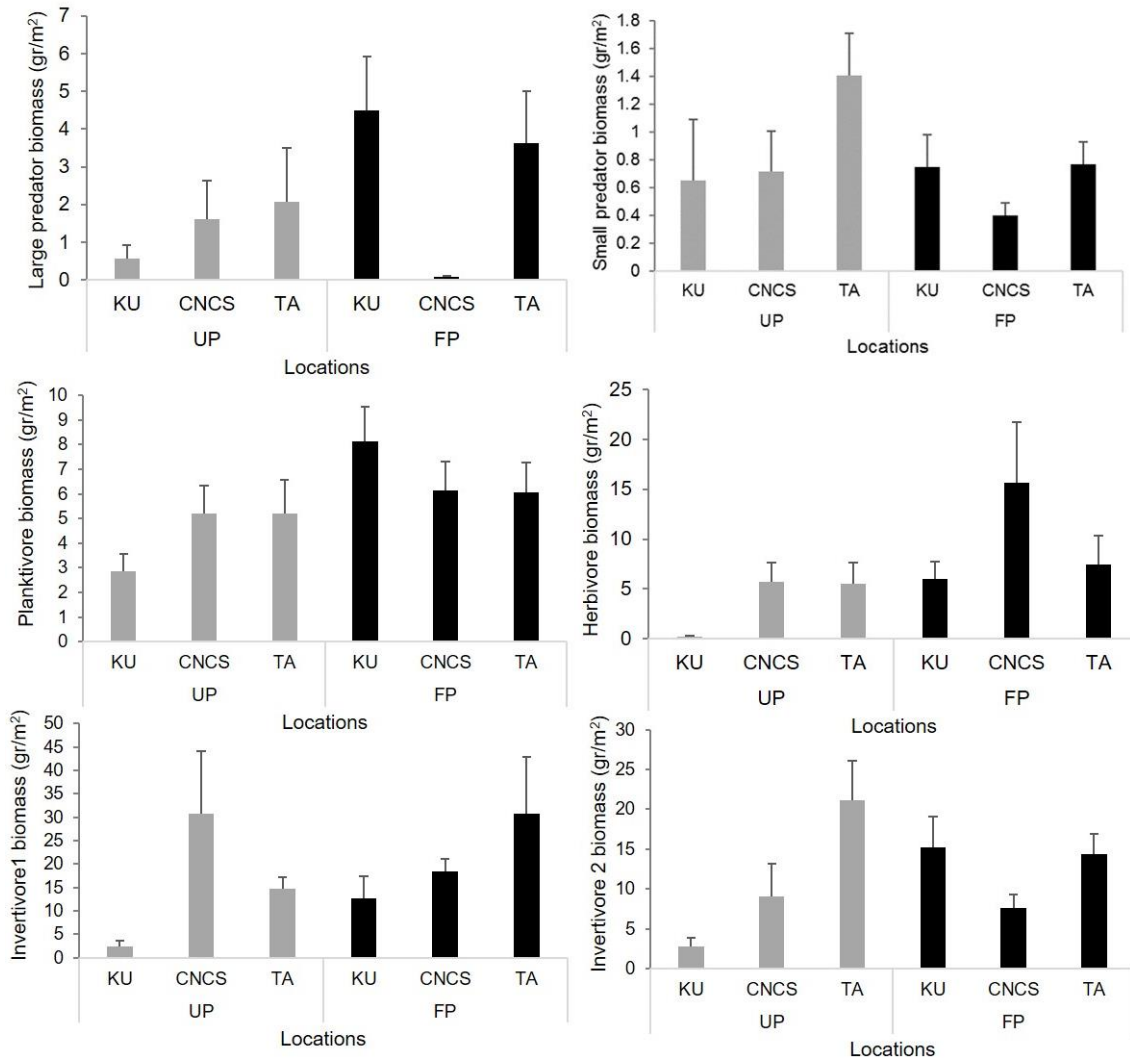 Large predator biomass (gr/m²)
7
6
5
4
3
2
1
0
KU CNCS TA KU CNCS TA
UP FP
Locations
Small predator biomass (gr/m²)
1.8
1.6
1.4
1.2
1
0.8
0.6
0.4
0.2
0
KU CNCS TA KU CNCS TA
UP FP
Locations
Planktivore biomass (gr/m²)
10
9
8
7
6
5
4
3
2
1
0
KU CNCS TA KU CNCS TA
UP FP
Locations
Herbivore biomass (gr/m²)
25
20
15
10
5
0
KU CNCS TA KU CNCS TA
UP FP
Locations
Invertivore1 biomass (gr/m²)
50
45
40
35
30
25
20
15
10
5
0
KU CNCS TA KU CNCS TA
UP FP
Locations
Invertivore 2 biomass (gr/m²)
30
25
20
15
10
5
0
KU CNCS TA KU CNCS TA
UP FP
Locations